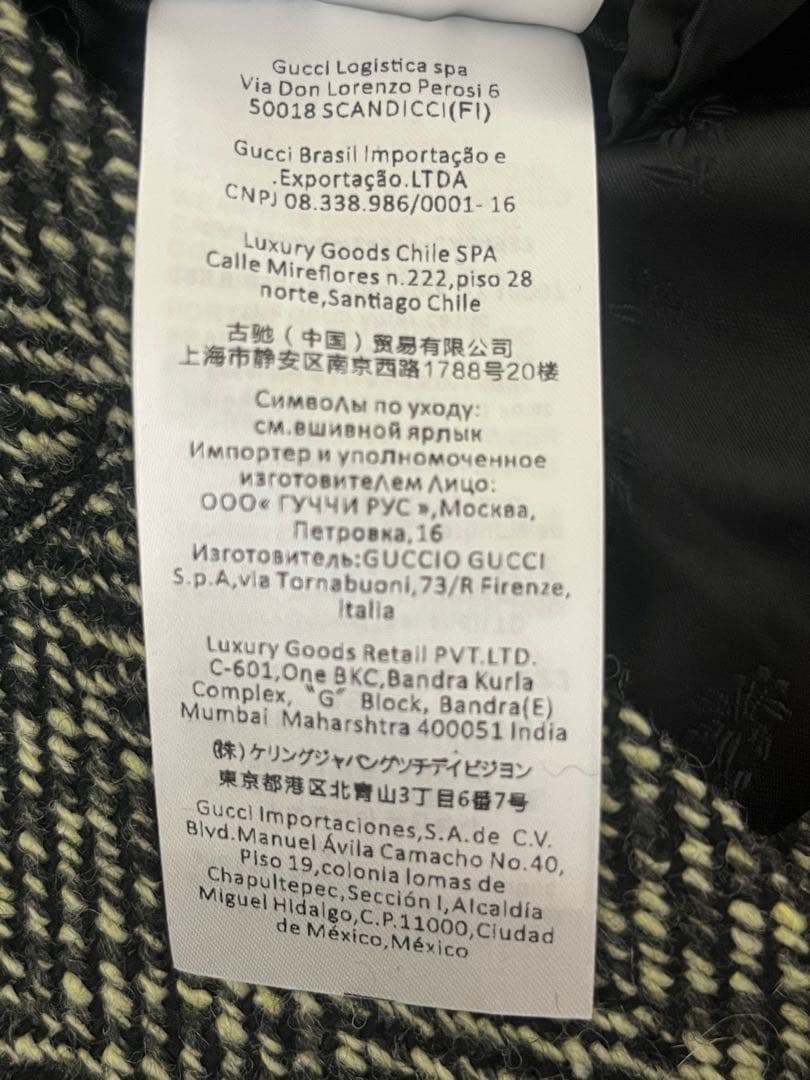 Gucci Logistica spa
Via Don Lorenzo Perosi 6
50018 SCANDICCI(FI)
Gucci Brasil Importação e
.Exportação.LTDA
CNPJ 08.338.986/0001- 16
Luxury Goods Chile SPA
Calle Mireflores n.222,piso 28
norte,Santiago Chile
古驰（中国）贸易有限公司
上海市静安区南京西路1788号20楼
Символы по уходу:
см.вшивной ярлык
Импортер и уполномоченное
изготовителем лицо:
ООО« ГУЧЧИ РУС »,Москва,
Петровка,16
Изготовитель:GUCCIO GUCCI
S.p.A,via Tornabuoni,73/R Firenze,
Italia
Luxury Goods Retail PVT.LTD.
C-601,One BKC,Bandra Kurla
Complex, "G" Block, Bandra(E)
Mumbai Maharshtra 400051 India
(株)ケリングジャパングッチデイビジヨン
東京都港区北青山3丁目6番7号
Gucci Importaciones,S.A.de C.V.
Blvd.Manuel Ávila Camacho No.40,
Piso 19,colonia lomas de
Chapultepec,Sección I,Alcaldía
Miguel Hidalgo,C.P.11000,Ciudad
de México,México